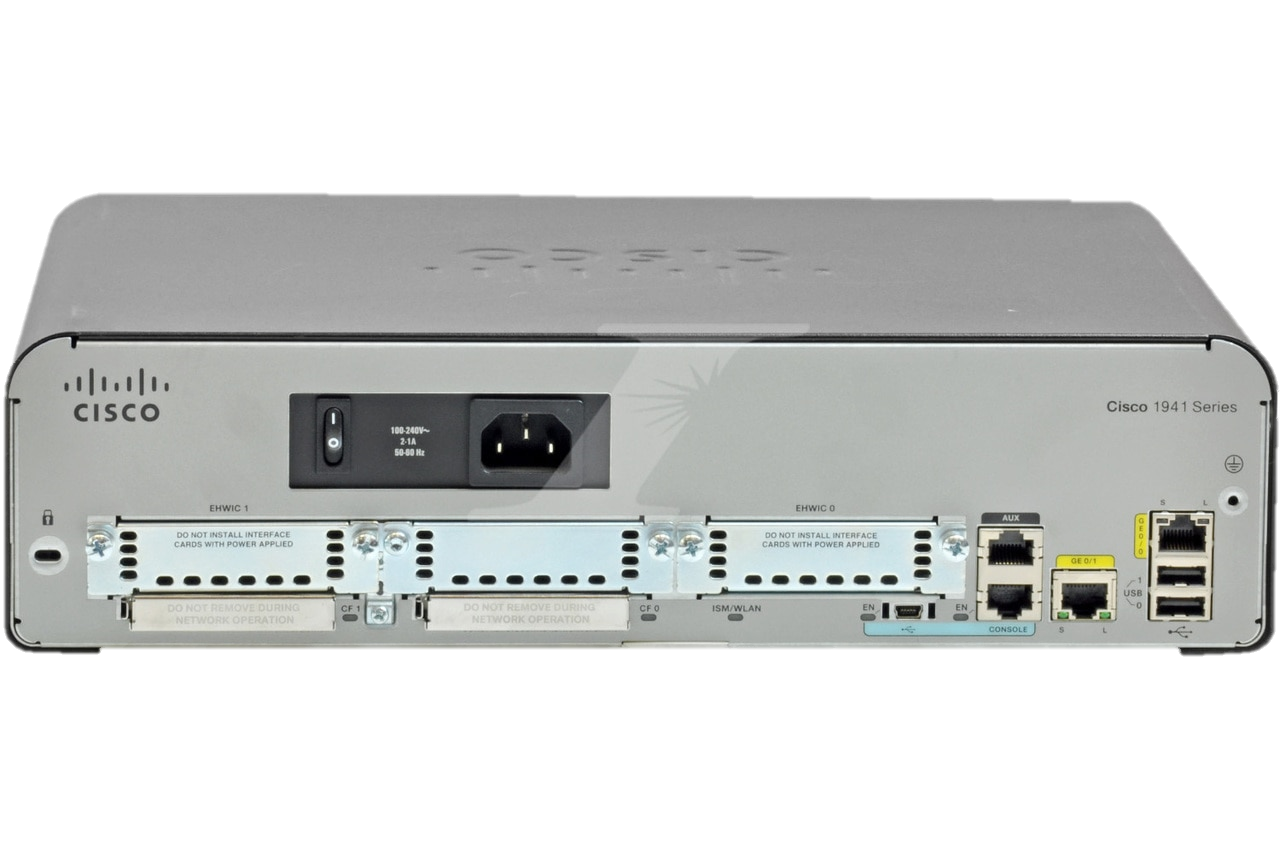 CISCO
CISCO
Cisco 1941 Series
100-240V~
2-1A
50-60 Hz
EHWIC 1
EHWIC 0
DO NOT INSTALL INTERFACE
CARDS WITH POWER APPLIED
DO NOT INSTALL INTERFACE
CARDS WITH POWER APPLIED
AUX
GE 0/1
GE 0/0
S L
1
USB
0
DO NOT REMOVE DURING
NETWORK OPERATION
CF 1
DO NOT REMOVE DURING
NETWORK OPERATION
CF 0
ISM/WLAN
EN
EN
CONSOLE
S L